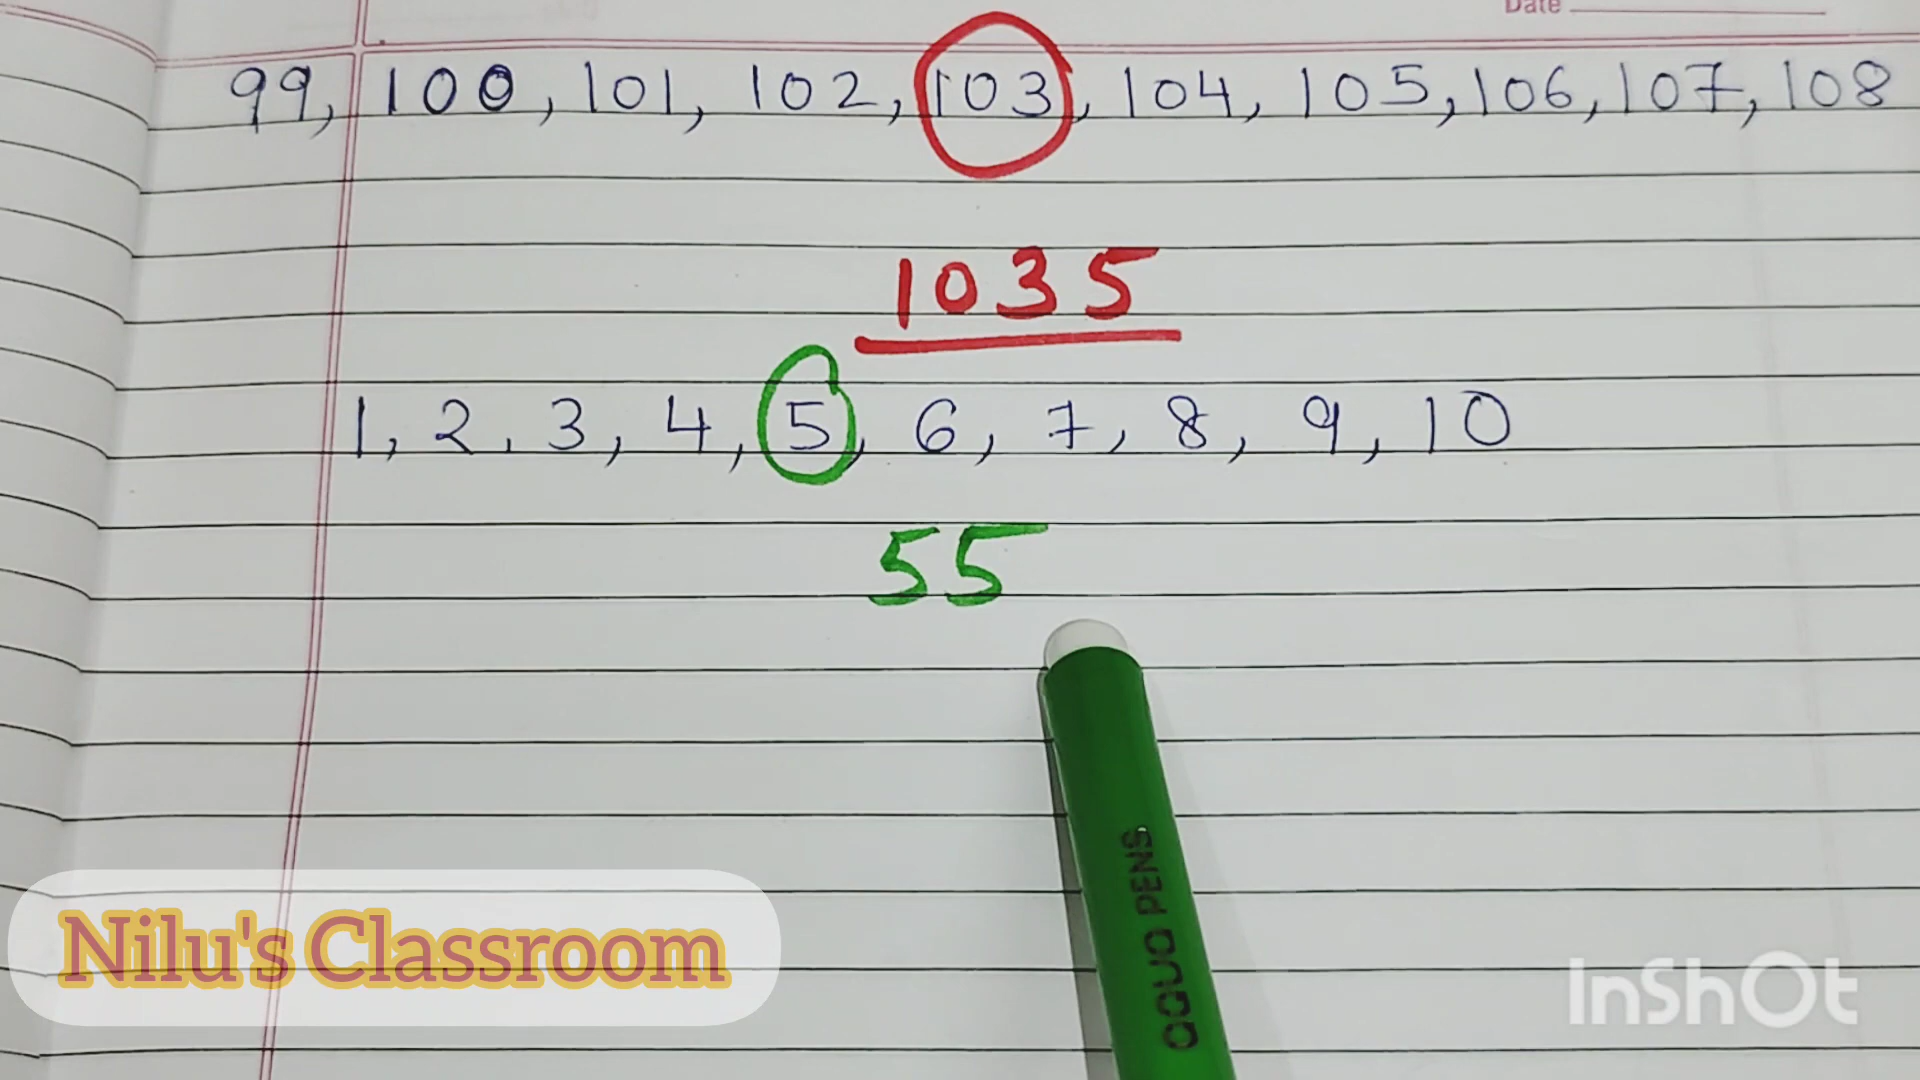 Date
99, 100, 101, 102, 103, 104, 105, 106, 107, 108
1035
1, 2, 3, 4, 5, 6, 7, 8, 9, 10
55
OQUO PENS
Nilu's Classroom
InShOt